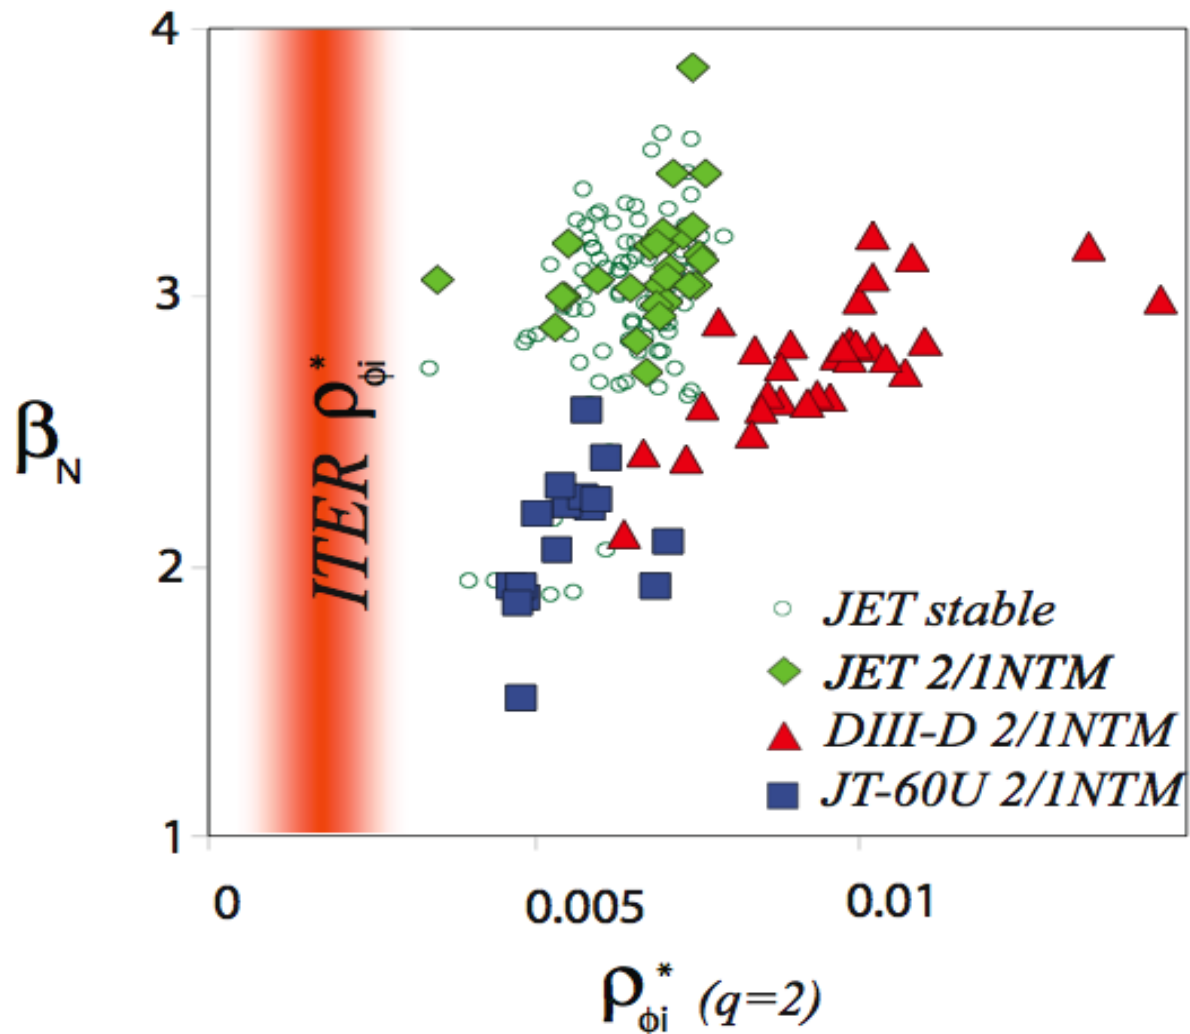 4
3
2
1
β_N
ITER ρ*_ϕi
JET stable
JET 2/1NTM
DIII-D 2/1NTM
JT-60U 2/1NTM
0
0.005
0.01
ρ*_ϕi (q=2)